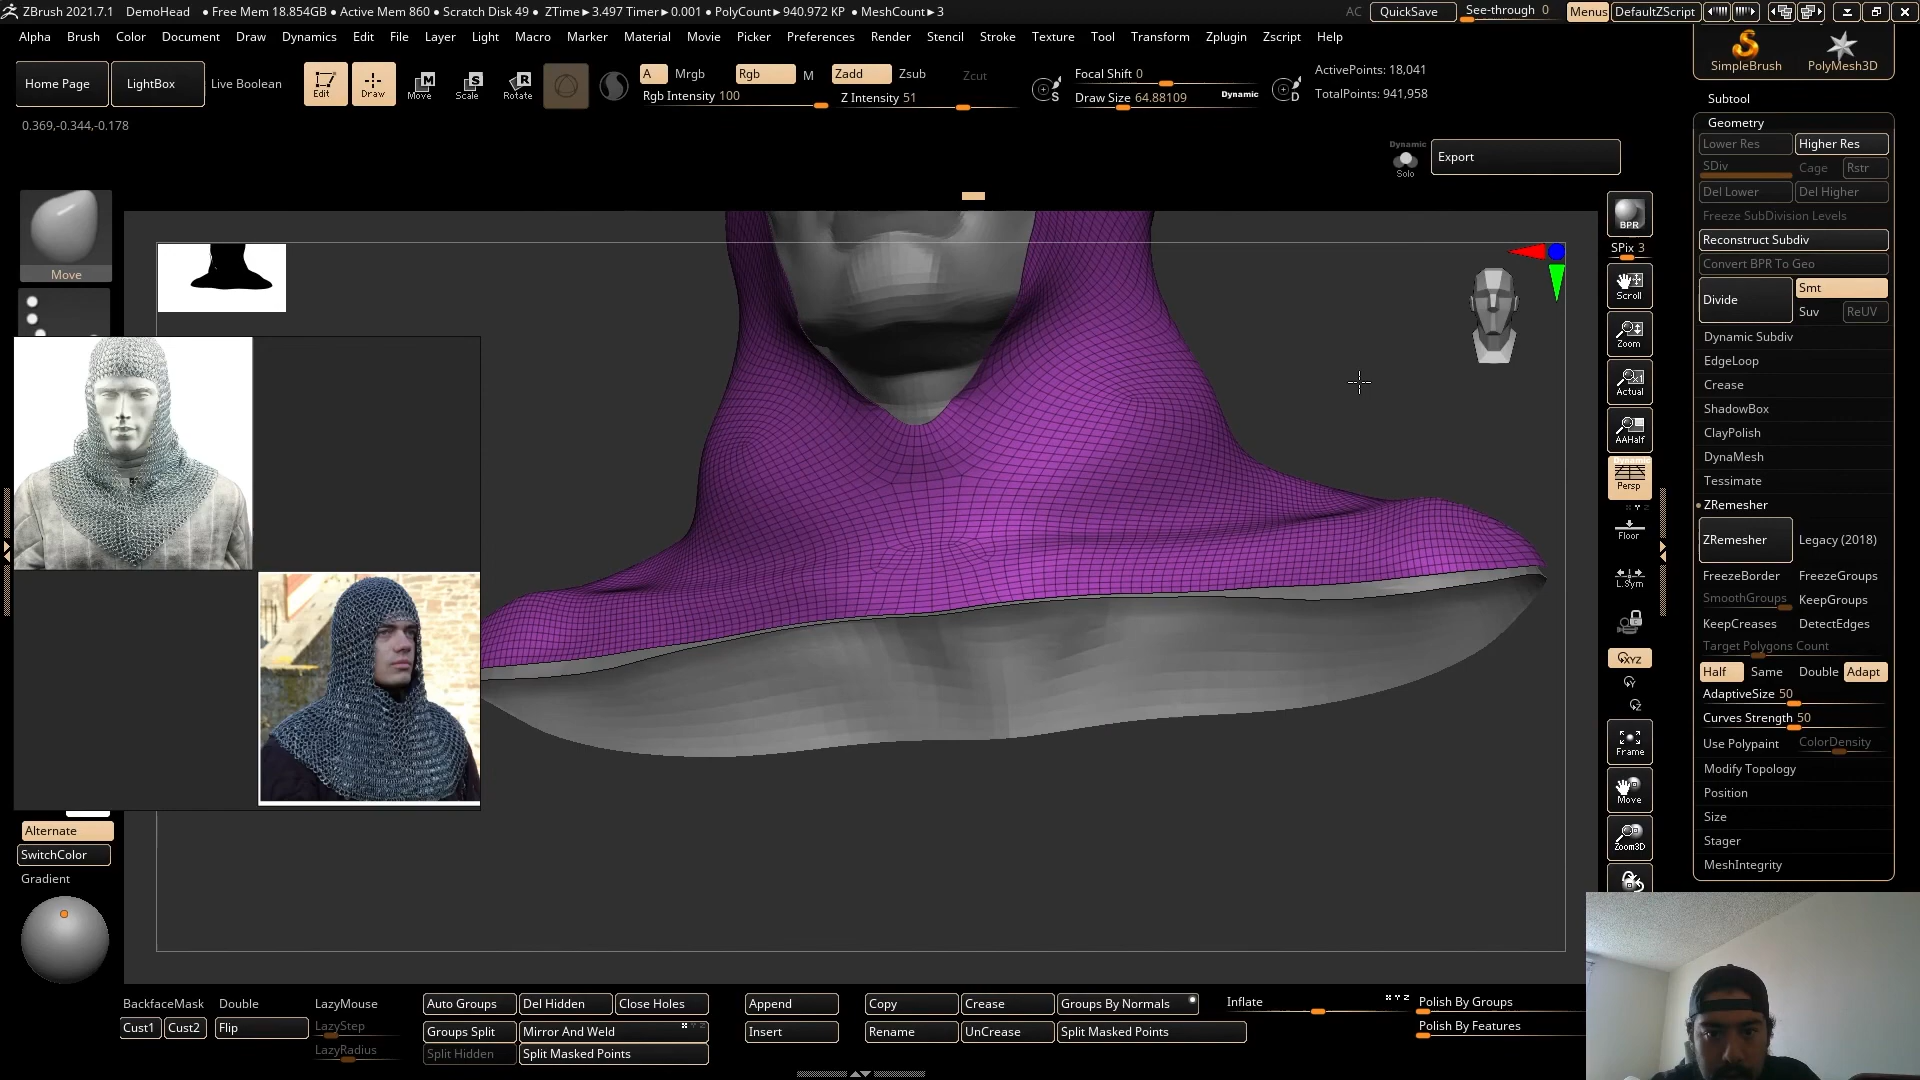 ZBrush 2021.7.1 DemoHead • Free Mem 18.854GB • Active Mem 860 • Scratch Disk 49 • ZTime►3.497 Timer►0.001 • PolyCount►940.972 KP • MeshCount►3 AC QuickSave See-through 0 Menus DefaultZScript
Alpha Brush Color Document Draw Dynamics Edit File Layer Light Macro Marker Material Movie Picker Preferences Render Stencil Stroke Texture Tool Transform Zplugin Zscript Help
Home Page LightBox Live Boolean Edit Draw Move Scale Rotate
A Mrgb Rgb M Zadd Zsub Zcut
Rgb Intensity 100 Z Intensity 51
S Focal Shift 0
Draw Size 64.88109 Dynamic D
ActivePoints: 18,041
TotalPoints: 941,958
SimpleBrush PolyMesh3D
0.369,-0.344,-0.178
Dynamic
Solo
Export
Move
BPR
SPix 3
Scroll
Zoom
Actual
AAHalf
Dynamic
Persp
Floor
L.Sym
XYZ
Y
Z
Frame
Move
Zoom3D
Subtool
Geometry
Lower Res Higher Res
SDiv Cage Rstr
Del Lower Del Higher
Freeze SubDivision Levels
Reconstruct Subdiv
Convert BPR To Geo
Divide Smt
Suv ReUV
Dynamic Subdiv
EdgeLoop
Crease
ShadowBox
ClayPolish
DynaMesh
Tessimate
ZRemesher
ZRemesher Legacy (2018)
FreezeBorder FreezeGroups
SmoothGroups KeepGroups
KeepCreases DetectEdges
Target Polygons Count
Half Same Double Adapt
AdaptiveSize 50
Curves Strength 50
Use Polypaint ColorDensity
Modify Topology
Position
Size
Stager
MeshIntegrity
Alternate
SwitchColor
Gradient
BackfaceMask Double LazyMouse
Cust1 Cust2 Flip LazyStep
LazyRadius
Auto Groups Del Hidden Close Holes
Groups Split Mirror And Weld
Split Hidden Split Masked Points
Append
Insert
Copy Crease Groups By Normals
Rename UnCrease Split Masked Points
Inflate
Polish By Groups
Polish By Features